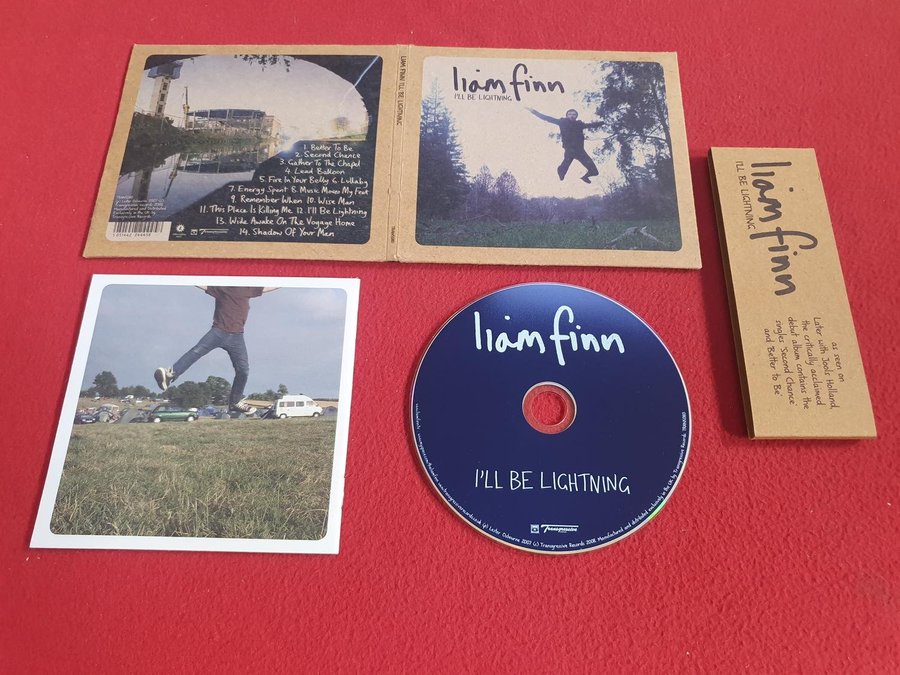 1. Better To Be
2. Second Chance
3. Gather To The Chapel
4. Lead Balloon
5. Fire In Your Belly 6. Lullaby
7. Energy Spent 8. Music Moves My Feet
9. Remember When 10. Wise Man
11. This Place Is Killing Me 12. I'll Be Lightning
13. Wide Awake On The Voyage Home
14. Shadow Of Your Man
Transgressive
LIAM FINN I'LL BE LIGHTNING
liam finn
I'LL BE LIGHTNING
liam finn
I'LL BE LIGHTNING
as seen on
Later with Jools Holland,
the critically acclaimed
debut album contains the
singles 'Second Chance'
and 'Better to Be'
liam finn
I'LL BE LIGHTNING
Transgressive